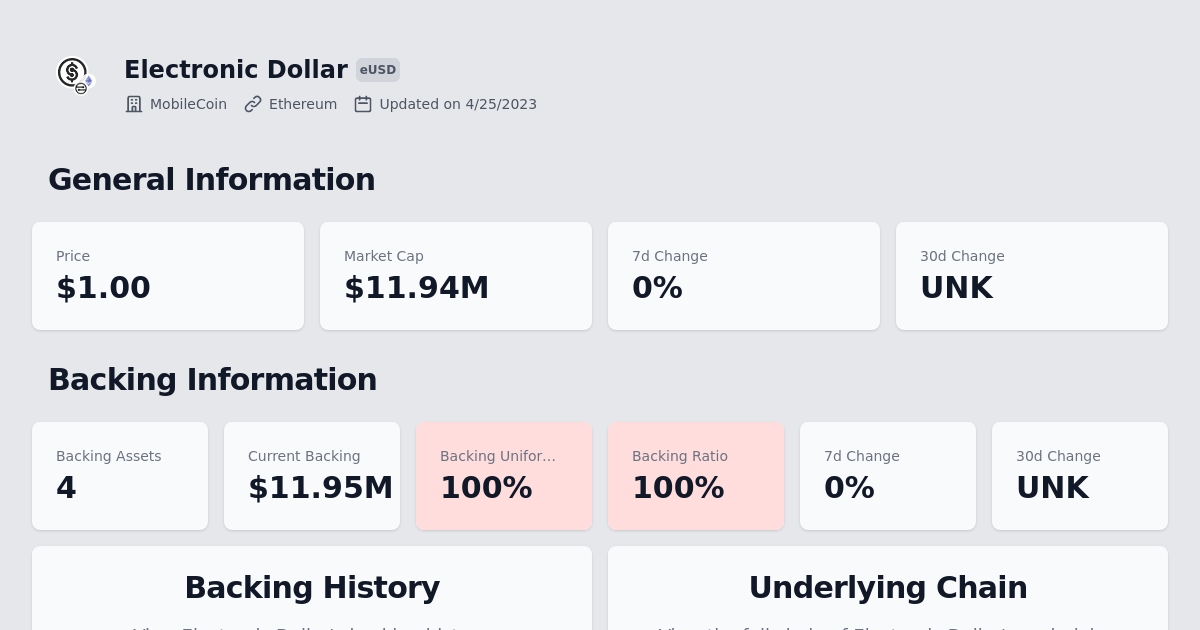 Electronic Dollar eUSD
MobileCoin Ethereum Updated on 4/25/2023
General Information
Price Market Cap 7d Change 30d Change
$1.00 $11.94M 0% UNK
Backing Information
Backing Assets Current Backing Backing Unifor... Backing Ratio 7d Change 30d Change
4 $11.95M 100% 100% 0% UNK
Backing History Underlying Chain